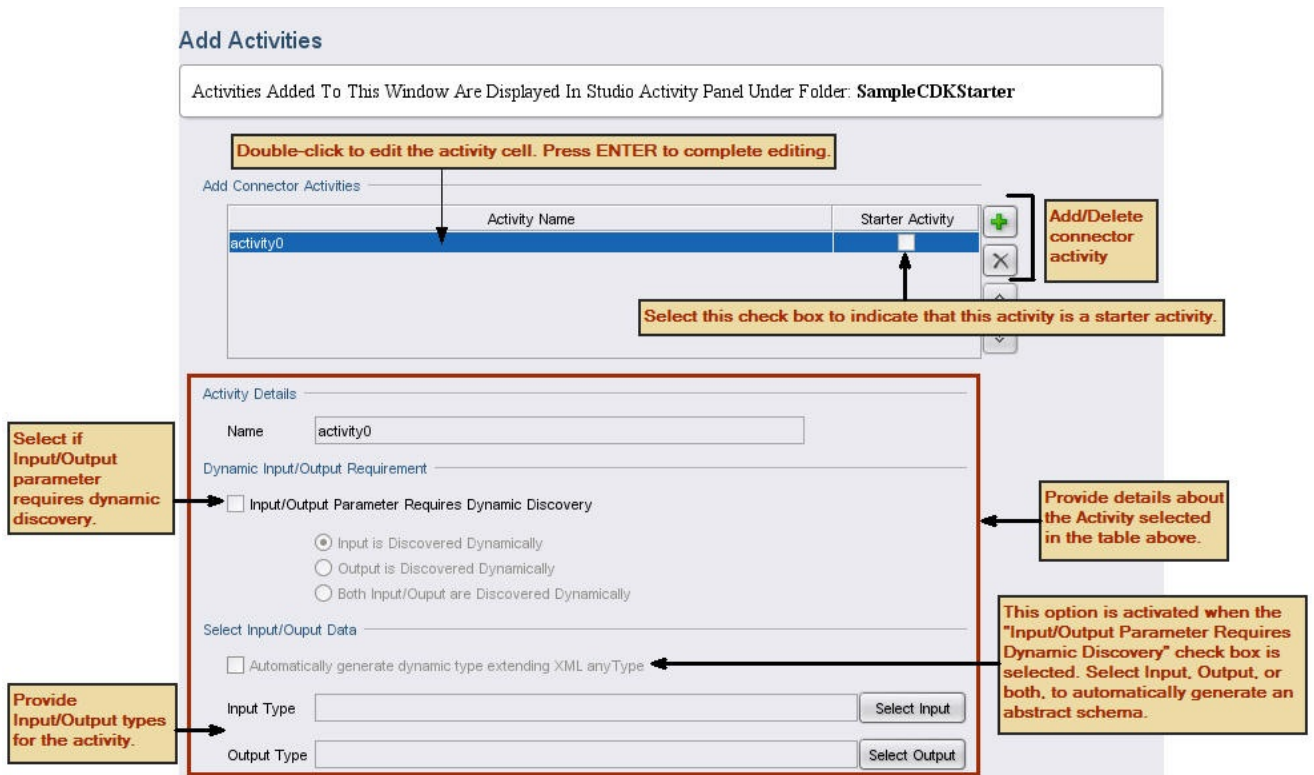 Add Activities
Activities Added To This Window Are Displayed In Studio Activity Panel Under Folder: SampleCDKStarter
Double-click to edit the activity cell. Press ENTER to complete editing.
Add Connector Activities
Activity Name
Starter Activity
activity0
Add/Delete
connector
activity
Select this check box to indicate that this activity is a starter activity.
Activity Details
Name
activity0
Select if
Input/Output
parameter
requires dynamic
discovery.
Dynamic Input/Output Requirement
Input/Output Parameter Requires Dynamic Discovery
Input is Discovered Dynamically
Output is Discovered Dynamically
Both Input/Ouput are Discovered Dynamically
Provide details about
the Activity selected
in the table above.
Select Input/Ouput Data
Automatically generate dynamic type extending XML anyType
This option is activated when the
"Input/Output Parameter Requires
Dynamic Discovery" check box is
selected. Select Input, Output, or
both, to automatically generate an
abstract schema.
Provide
Input/Output types
for the activity.
Input Type
Select Input
Output Type
Select Output